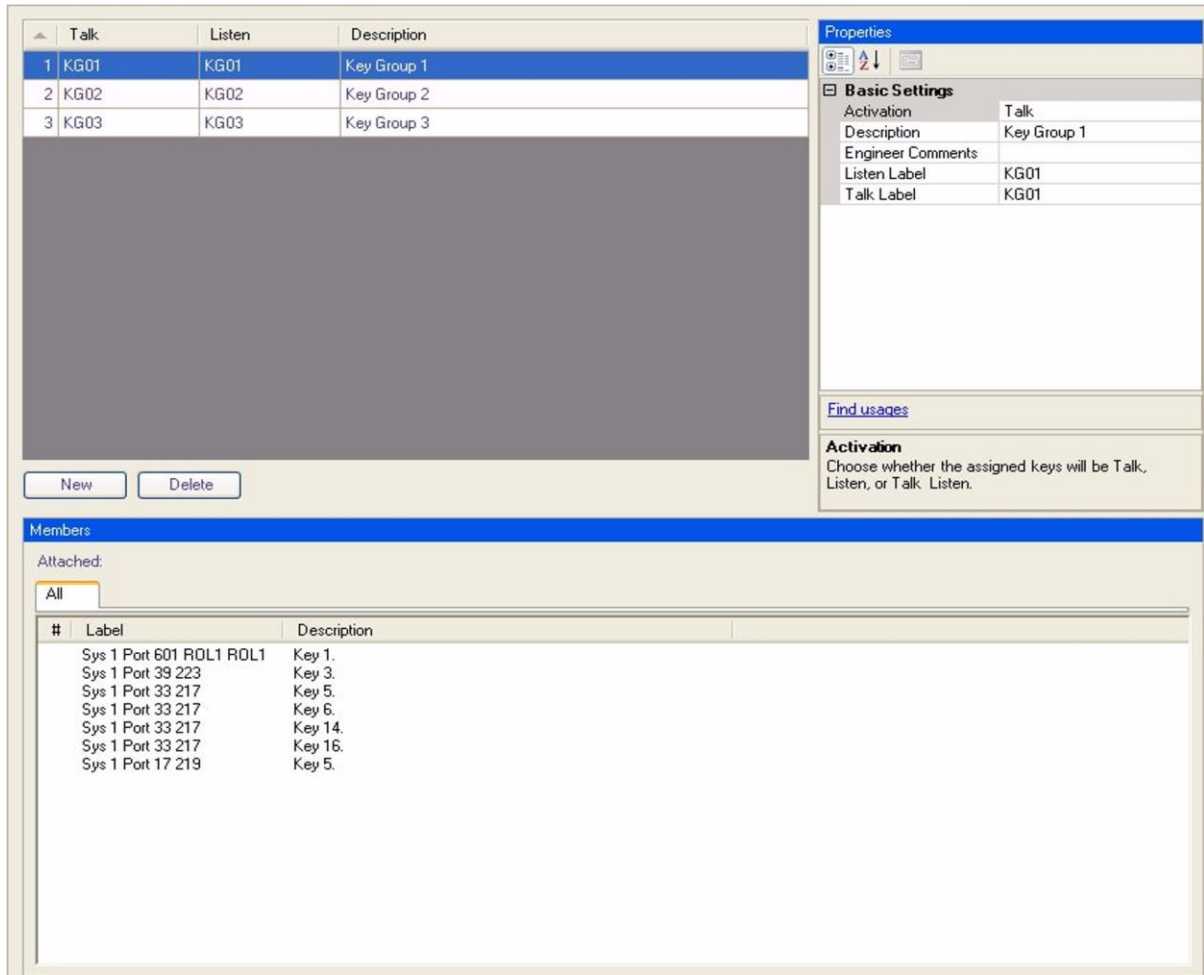 Talk Listen Description
1 KG01 KG01 Key Group 1
2 KG02 KG02 Key Group 2
3 KG03 KG03 Key Group 3
New Delete
Properties
Basic Settings
Activation Talk
Description Key Group 1
Engineer Comments
Listen Label KG01
Talk Label KG01
Find usages
Activation
Choose whether the assigned keys will be Talk,
Listen, or Talk Listen.
Members
Attached:
All
# Label Description
Sys 1 Port 601 ROL1 ROL1 Key 1.
Sys 1 Port 39 223 Key 3.
Sys 1 Port 33 217 Key 5.
Sys 1 Port 33 217 Key 6.
Sys 1 Port 33 217 Key 14.
Sys 1 Port 33 217 Key 16.
Sys 1 Port 17 219 Key 5.